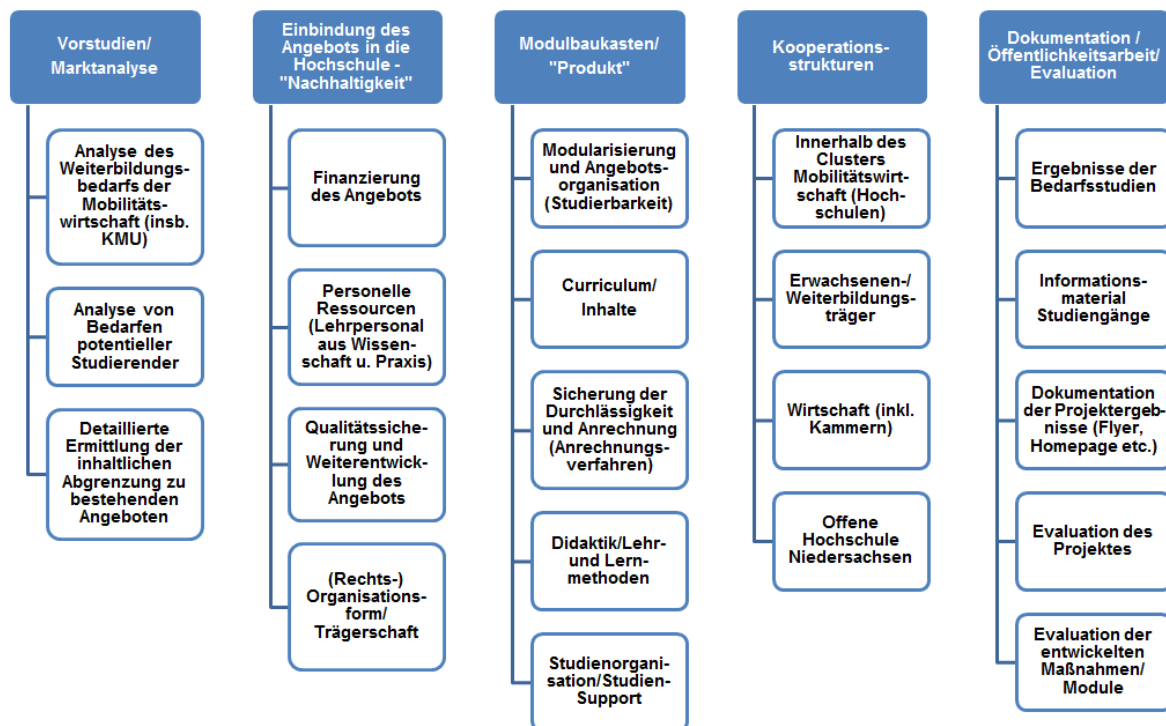 Vorstudien/
Marktanalyse
Analyse des
Weiterbildungs-
bedarfs der
Mobilitäts-
wirtschaft (insb.
KMU)
Analyse von
Bedarfen
potentieller
Studierender
Detaillierte
Ermittlung der
inhaltlichen
Abgrenzung zu
bestehenden
Angeboten
Einbindung des
Angebots in die
Hochschule -
"Nachhaltigkeit"
Finanzierung
des Angebots
Personelle
Ressourcen
(Lehrpersonal
aus Wissen-
schaft u. Praxis)
Qualitätssiche-
rung und
Weiterentwick-
lung des
Angebots
(Rechts-)
Organisations-
form/
Trägerschaft
Modulbaukasten/
"Produkt"
Modularisierung
und Angebots-
organisation
(Studierbarkeit)
Curriculum/
Inhalte
Sicherung der
Durchlässigkeit
und Anrechnung
(Anrechnungs-
verfahren)
Didaktik/Lehr-
und Lern-
methoden
Studienorgani-
sation/Studien-
Support
Kooperations-
strukturen
Innerhalb des
Clusters
Mobilitätswirt-
schaft (Hoch-
schulen)
Erwachsenen-/
Weiterbildungs-
träger
Wirtschaft (inkl.
Kammern)
Offene
Hochschule
Niedersachsen
Dokumentation /
Öffentlichkeitsarbeit/
Evaluation
Ergebnisse der
Bedarfsstudien
Informations-
material
Studiengänge
Dokumentation
der Projektergeb-
nisse (Flyer,
Homepage etc.)
Evaluation des
Projektes
Evaluation der
entwickelten
Maßnahmen/
Module